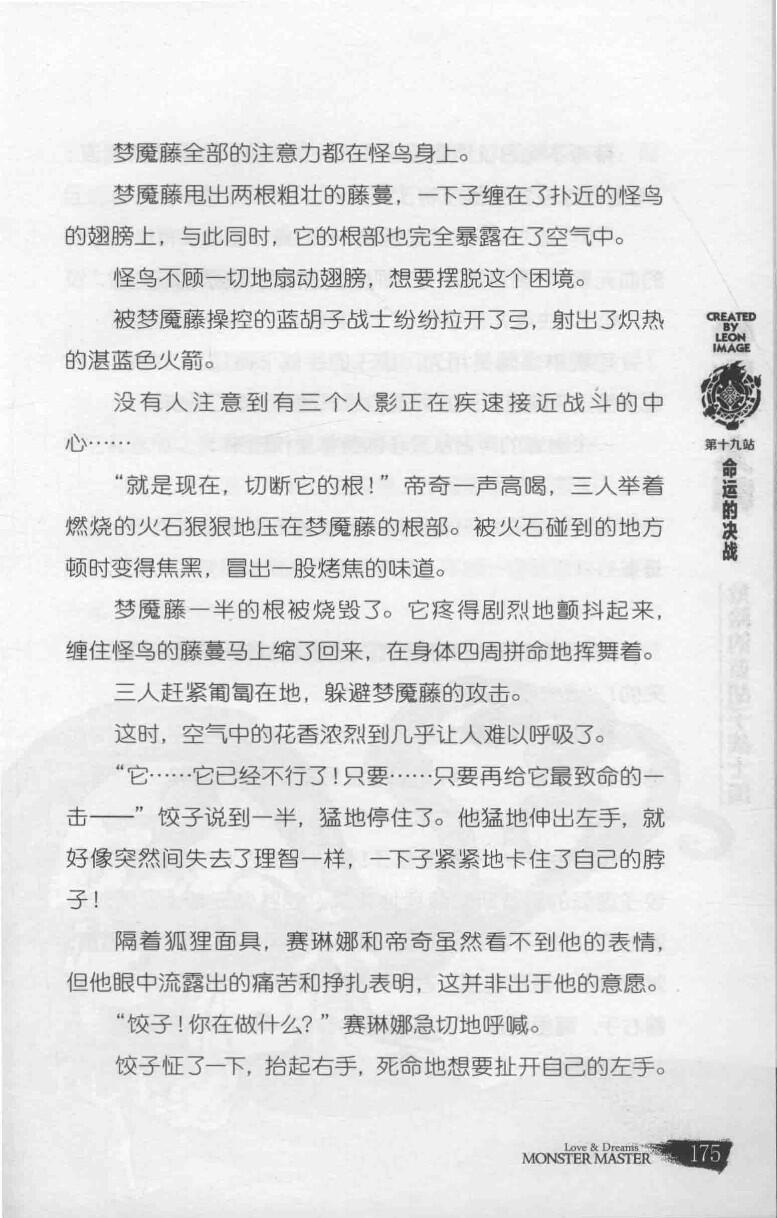 梦魇藤全部的注意力都在怪鸟身上。
梦魇藤甩出两根粗壮的藤蔓，一下子缠在了扑近的怪鸟
的翅膀上，与此同时，它的根部也完全暴露在了空气中。
怪鸟不顾一切地扇动翅膀，想要摆脱这个困境。
被梦魇藤操控的蓝胡子战士纷纷拉开了弓，射出了炽热
的湛蓝色火箭。
没有人注意到有三个人影正在疾速接近战斗的中
心……
“就是现在，切断它的根！”帝奇一声高喝，三人举着
燃烧的火石狠狠地压在梦魇藤的根部。被火石碰到的地方
顿时变得焦黑，冒出一股烤焦的味道。
梦魇藤一半的根被烧毁了。它疼得剧烈地颤抖起来，
缠住怪鸟的藤蔓马上缩了回来，在身体四周拼命地挥舞着。
三人赶紧匍匐在地，躲避梦魇藤的攻击。
这时，空气中的花香浓烈到几乎让人难以呼吸了。
“它……它已经不行了！只要……只要再给它最致命的一
击——”饺子说到一半，猛地停住了。他猛地伸出左手，就
好像突然间失去了理智一样，一下子紧紧地卡住了自己的脖
子！
隔着狐狸面具，赛琳娜和帝奇虽然看不到他的表情，
但他眼中流露出的痛苦和挣扎表明，这并非出于他的意愿。
“饺子！你在做什么？”赛琳娜急切地呼喊。
饺子怔了一下，抬起右手，死命地想要扯开自己的左手。
CREATED
BY
LEON
IMAGE
第十九站
命运的决战
Love & Dreams
MONSTER MASTER
175